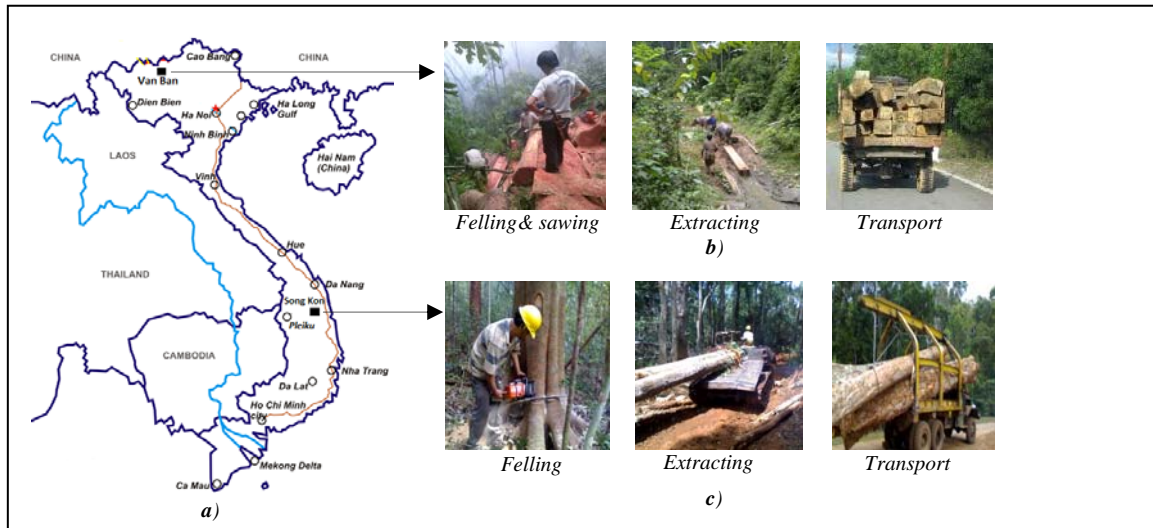 CHINA
Cao Bang
CHINA
Van Ban
Dien Bien
Ha Noi
Ha Long
Gulf
Ninh Binh
LAOS
Hai Nam
(China)
Vinh
Hue
THAILAND
Da Nang
Song Kon
Pleiku
CAMBODIA
Nha Trang
Da Lat
Ho Chi Minh
city
Mekong Delta
Ca Mau
a)
Felling& sawing
Extracting
Transport
b)
Felling
Extracting
Transport
c)